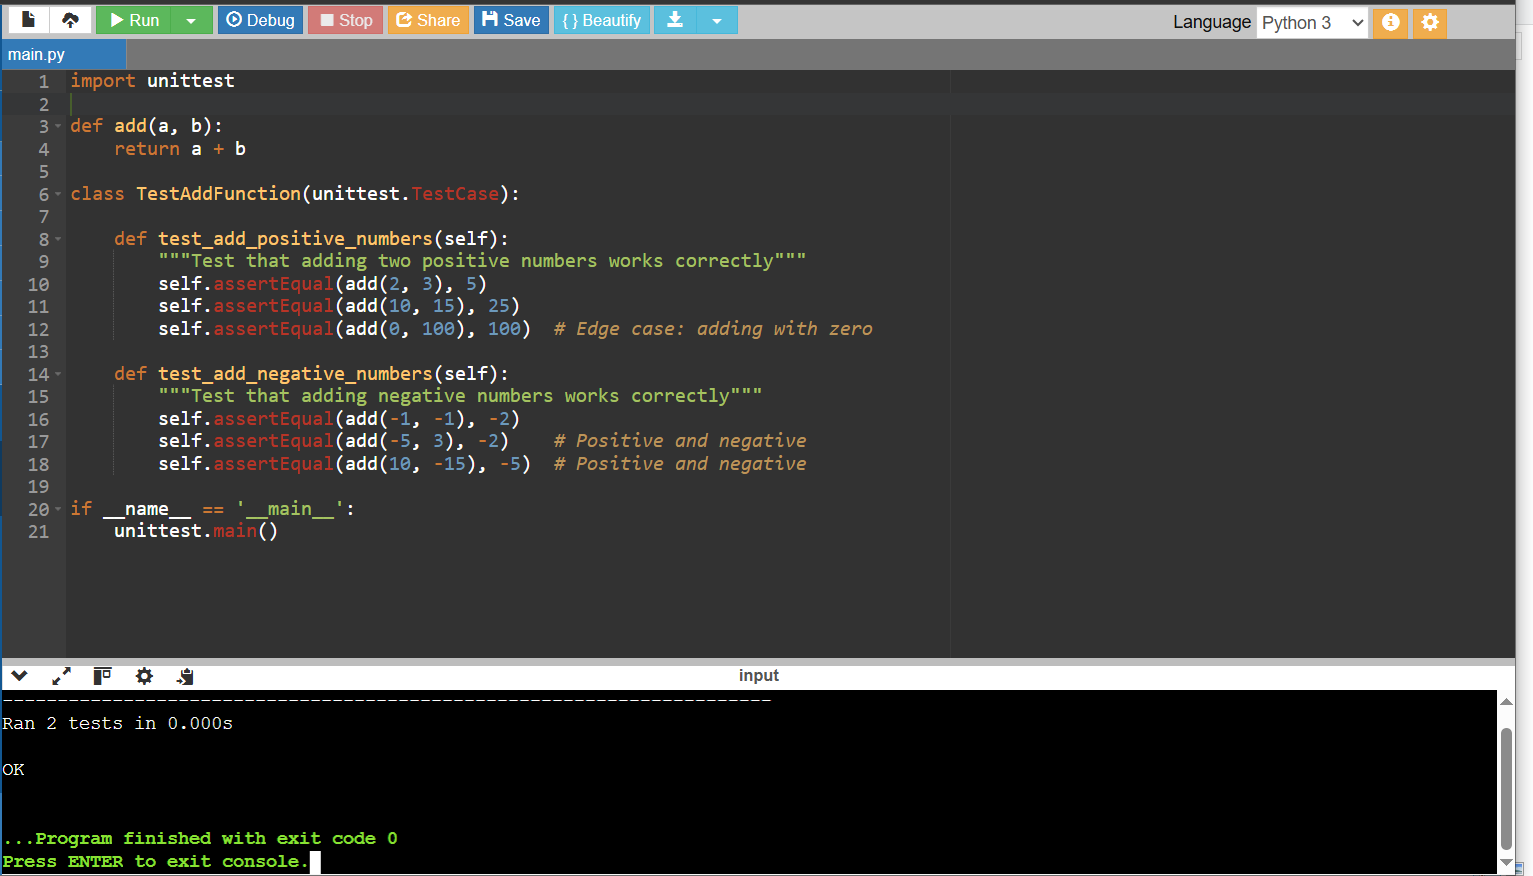 Run Debug Stop Share Save { } Beautify Language Python 3
main.py
1 import unittest
2
3 def add(a, b):
4     return a + b
5
6 class TestAddFunction(unittest.TestCase):
7
8     def test_add_positive_numbers(self):
9         """Test that adding two positive numbers works correctly"""
10         self.assertEqual(add(2, 3), 5)
11         self.assertEqual(add(10, 15), 25)
12         self.assertEqual(add(0, 100), 100)  # Edge case: adding with zero
13
14     def test_add_negative_numbers(self):
15         """Test that adding negative numbers works correctly"""
16         self.assertEqual(add(-1, -1), -2)
17         self.assertEqual(add(-5, 3), -2)    # Positive and negative
18         self.assertEqual(add(10, -15), -5)  # Positive and negative
19
20 if __name__ == '__main__':
21     unittest.main()
input
----------------------------------------------------------------------
Ran 2 tests in 0.000s
OK
...Program finished with exit code 0
Press ENTER to exit console.